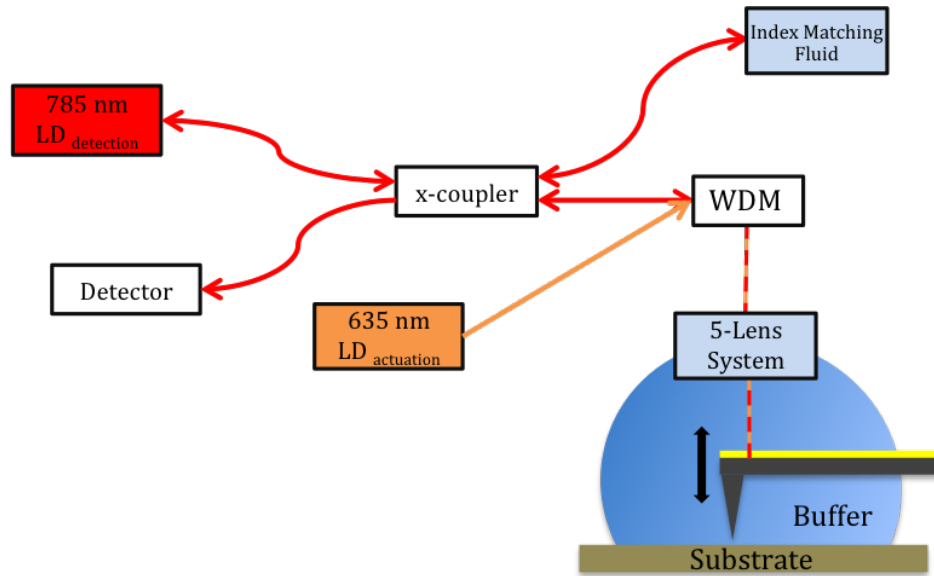 Index Matching
Fluid
785 nm
LD detection
x-coupler
WDM
Detector
635 nm
LD actuation
5-Lens
System
Buffer
Substrate